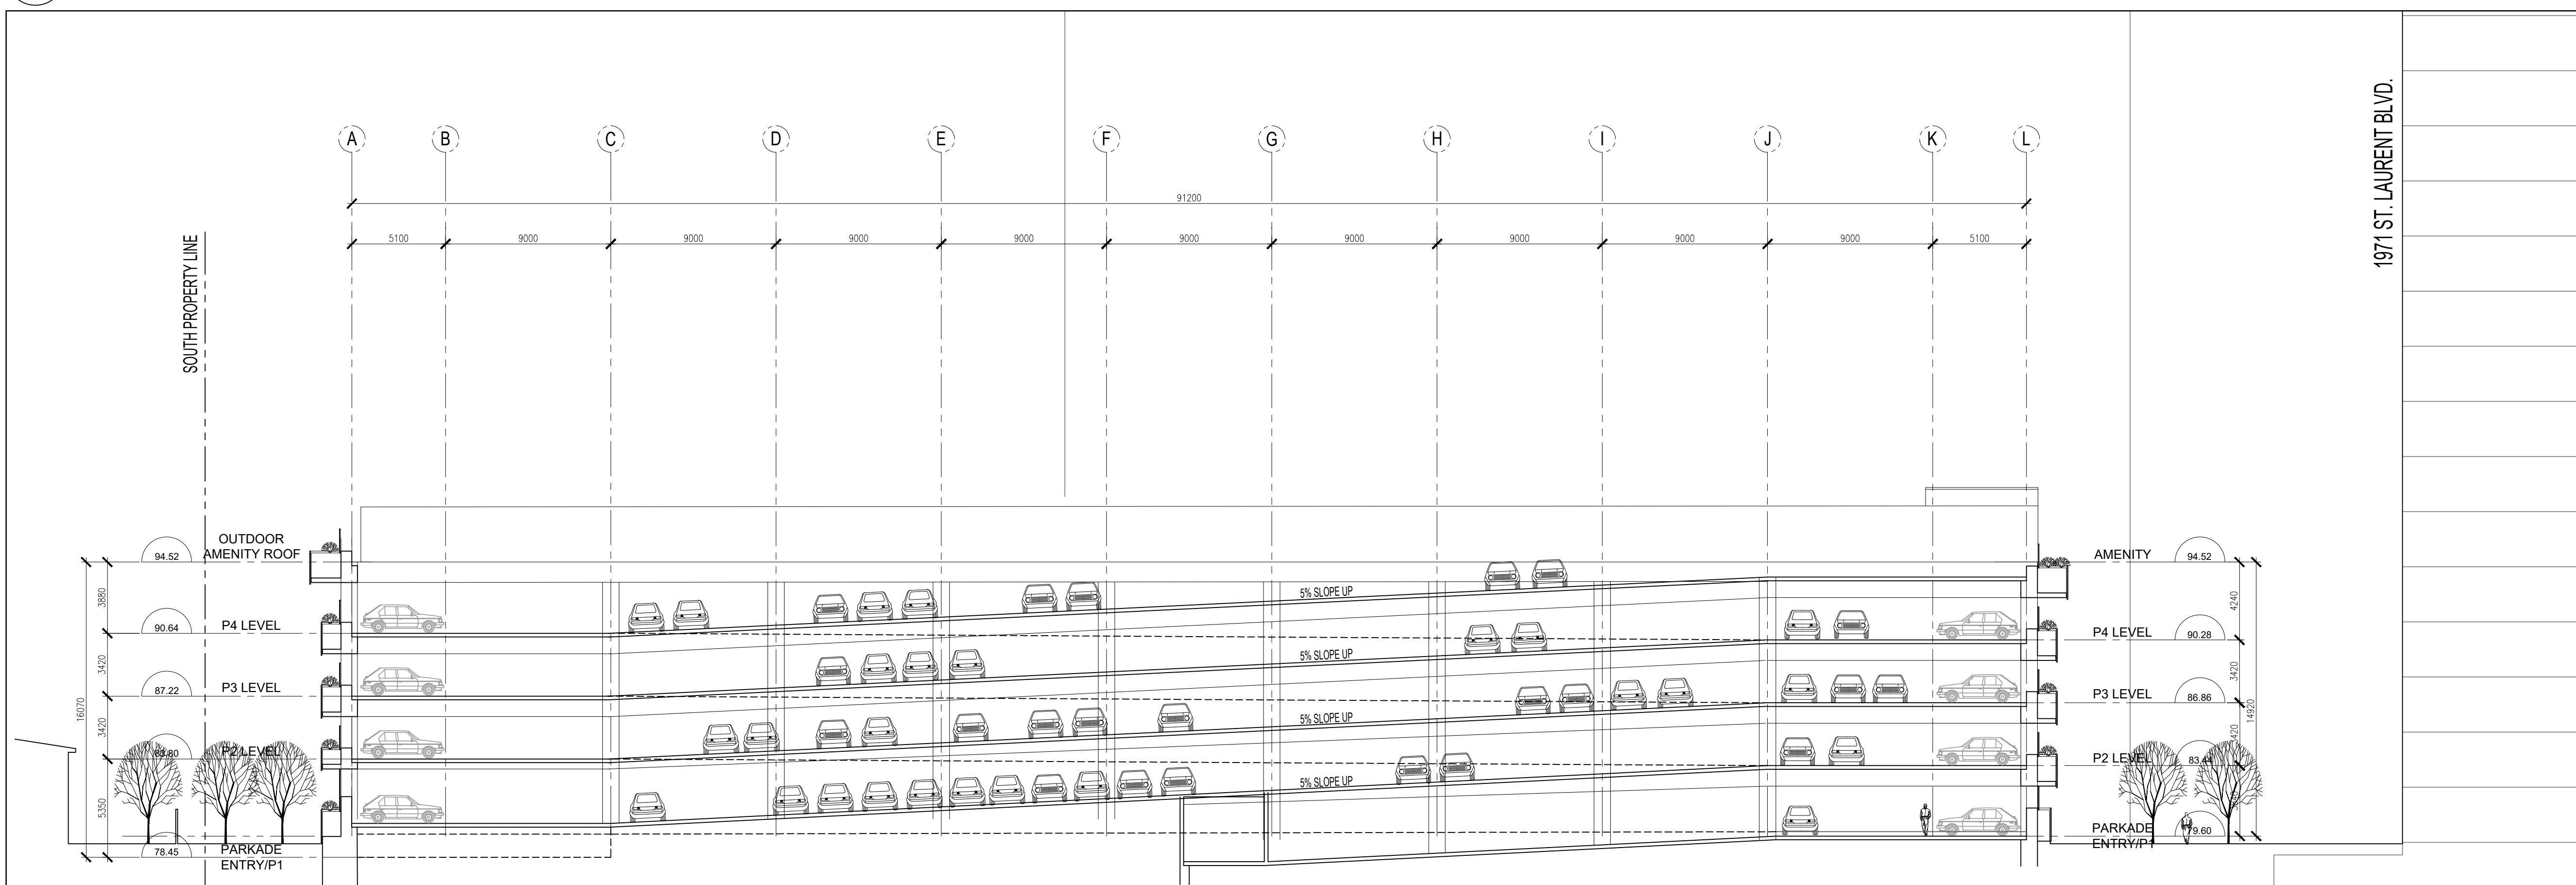 1971 ST. LAURENT BLVD.
A B C D E F G H I J K L
91200
5100 9000 9000 9000 9000 9000 9000 9000 9000 9000 5100
SOUTH PROPERTY LINE
OUTDOOR
AMENITY ROOF
94.52
AMENITY
94.52
3880
4240
5% SLOPE UP
90.64
P4 LEVEL
P4 LEVEL
90.28
3420
5% SLOPE UP
3420
87.22
P3 LEVEL
P3 LEVEL
86.86
16070
14920
3420
5% SLOPE UP
3420
83.80
P2 LEVEL
P2 LEVEL
83.44
5350
5% SLOPE UP
78.45
PARKADE
ENTRY/P1
PARKADE
ENTRY/P1
79.60